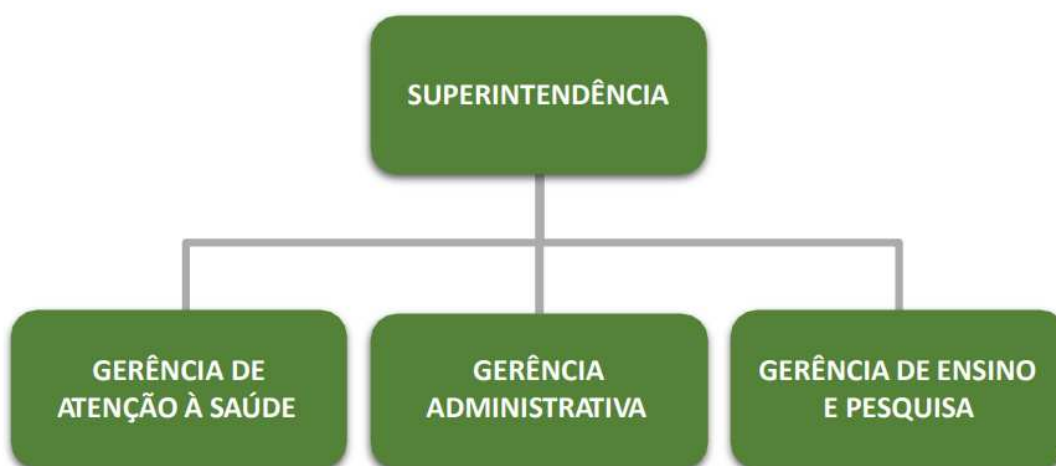 SUPERINTENDÊNCIA
GERÊNCIA DE
ATENÇÃO À SAÚDE
GERÊNCIA
ADMINISTRATIVA
GERÊNCIA DE ENSINO
E PESQUISA